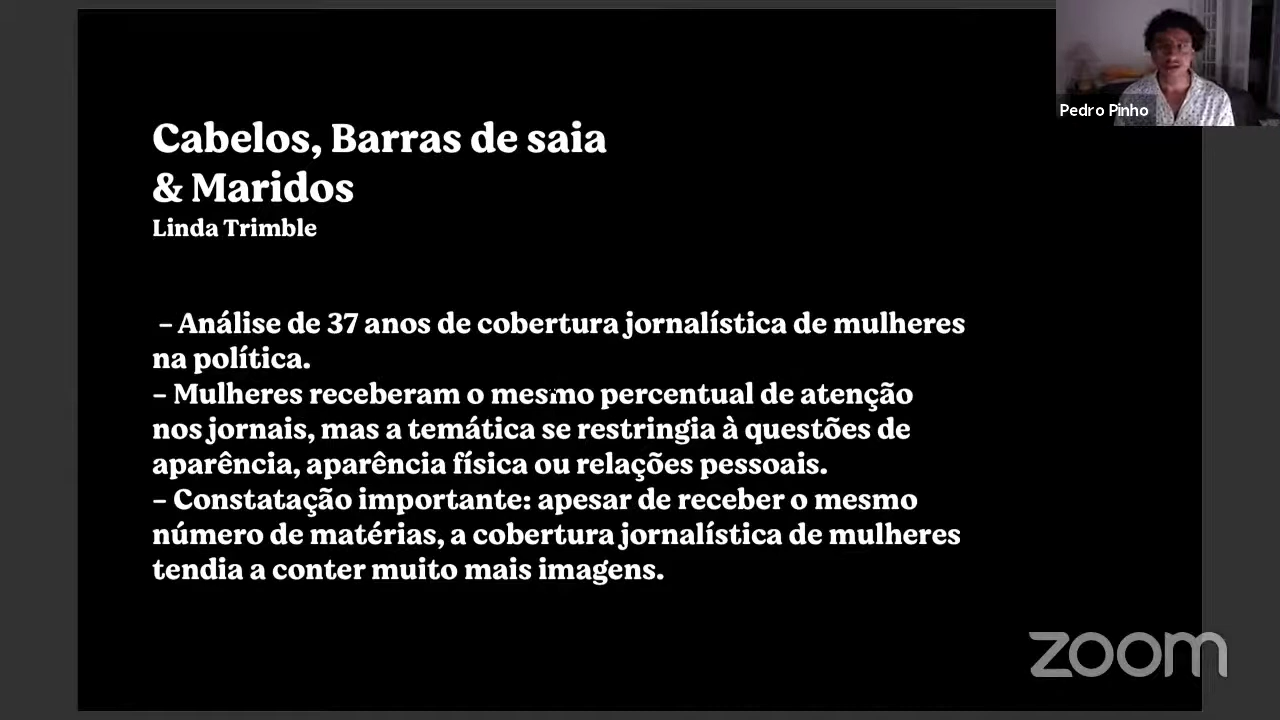 Pedro Pinho
Cabelos, Barras de saia
& Maridos
Linda Trimble
– Análise de 37 anos de cobertura jornalística de mulheres
na política.
– Mulheres receberam o mesmo percentual de atenção
nos jornais, mas a temática se restringia à questões de
aparência, aparência física ou relações pessoais.
– Constatação importante: apesar de receber o mesmo
número de matérias, a cobertura jornalística de mulheres
tendia a conter muito mais imagens.
zoom